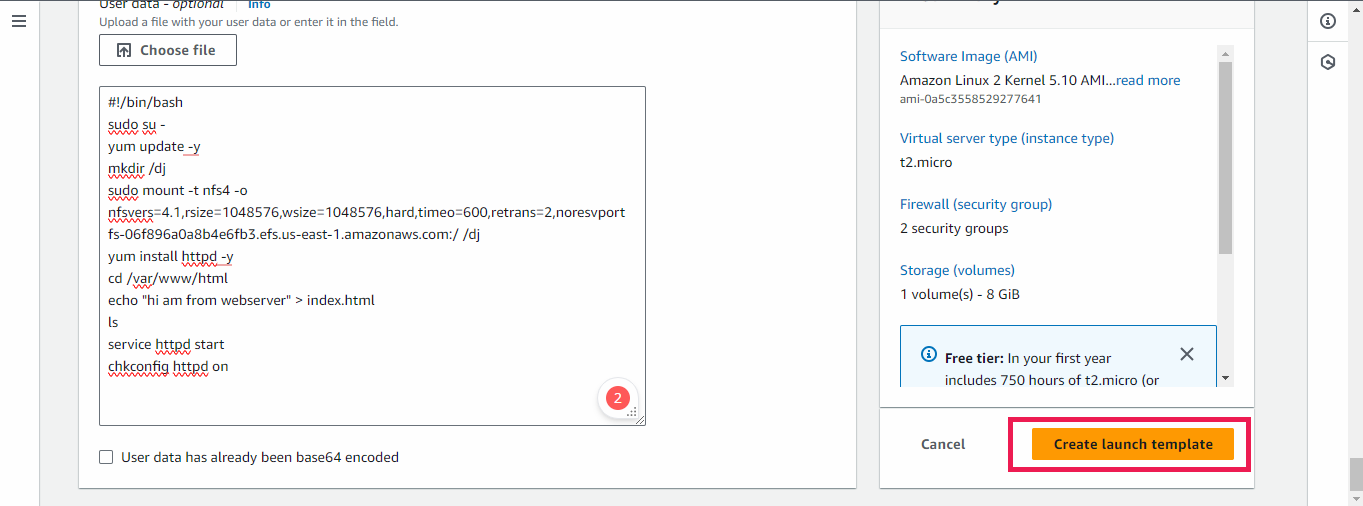 User data - optional Info
Upload a file with your user data or enter it in the field.
Choose file
#!/bin/bash
sudo su -
yum update -y
mkdir /dj
sudo mount -t nfs4 -o
nfsvers=4.1,rsize=1048576,wsize=1048576,hard,timeo=600,retrans=2,noresvport
fs-06f896a0a8b4e6fb3.efs.us-east-1.amazonaws.com:/ /dj
yum install httpd -y
cd /var/www/html
echo "hi am from webserver" > index.html
ls
service httpd start
chkconfig httpd on
2
User data has already been base64 encoded
Software Image (AMI)
Amazon Linux 2 Kernel 5.10 AMI...read more
ami-0a5c3558529277641
Virtual server type (instance type)
t2.micro
Firewall (security group)
2 security groups
Storage (volumes)
1 volume(s) - 8 GiB
Free tier: In your first year
includes 750 hours of t2.micro (or
Cancel
Create launch template